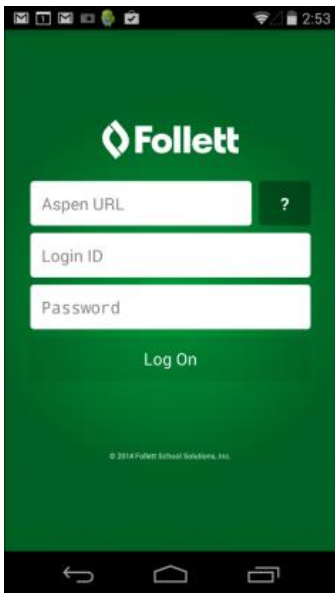 2:53
Follett
Aspen URL
?
Login ID
Password
Log On
© 2014 Follett School Solutions, Inc.